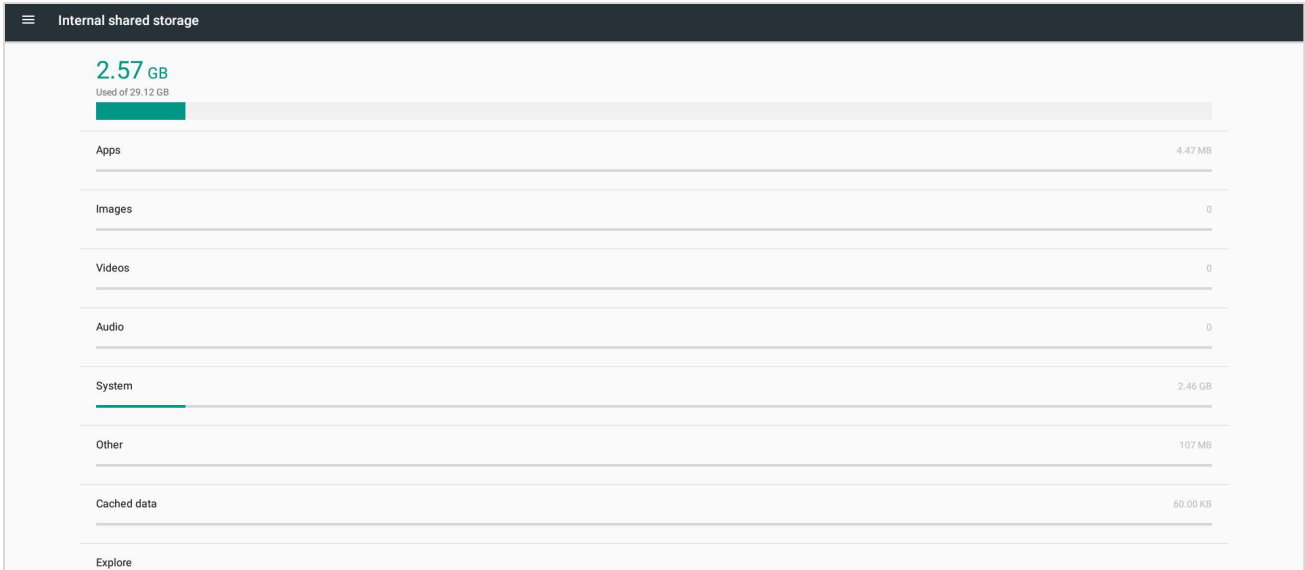 Internal shared storage
2.57 GB
Used of 29.12 GB
Apps 4.47 MB
Images 0
Videos 0
Audio 0
System 2.46 GB
Other 107 MB
Cached data 60.00 KB
Explore